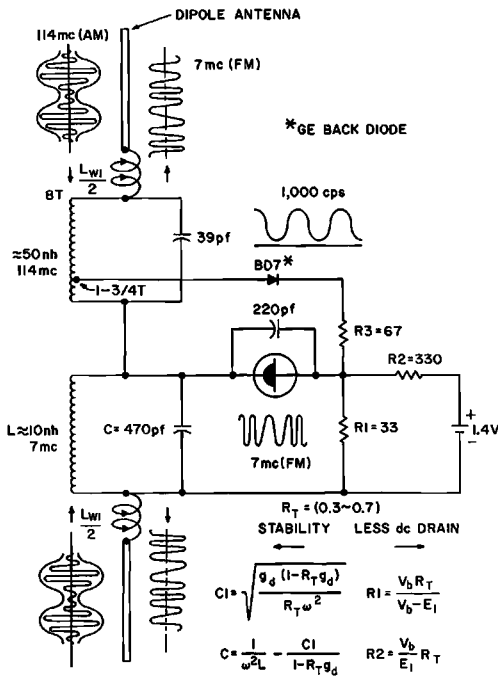 DIPOLE ANTENNA
114mc (AM)
7mc (FM)
*GE BACK DIODE
LWI
2
8T
1,000 cps
39pf
≈50nh
114mc
BD7*
1-3/4T
220pf
R3=67
R2=330
L≈10nh
7mc
C=470pf
R1=33
+
1.4V
-
7mc(FM)
LWI
2
RT = (0.3~0.7)
STABILITY LESS dc DRAIN
C1=√gd (1-RTgd) / RTω² R1= VbRT / Vb-E1
C= 1 / ω²L - C1 / 1-RTgd R2= Vb / E1 RT